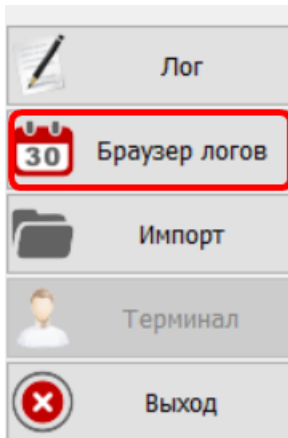 Лог
30
Браузер логов
Импорт
Терминал
Выход